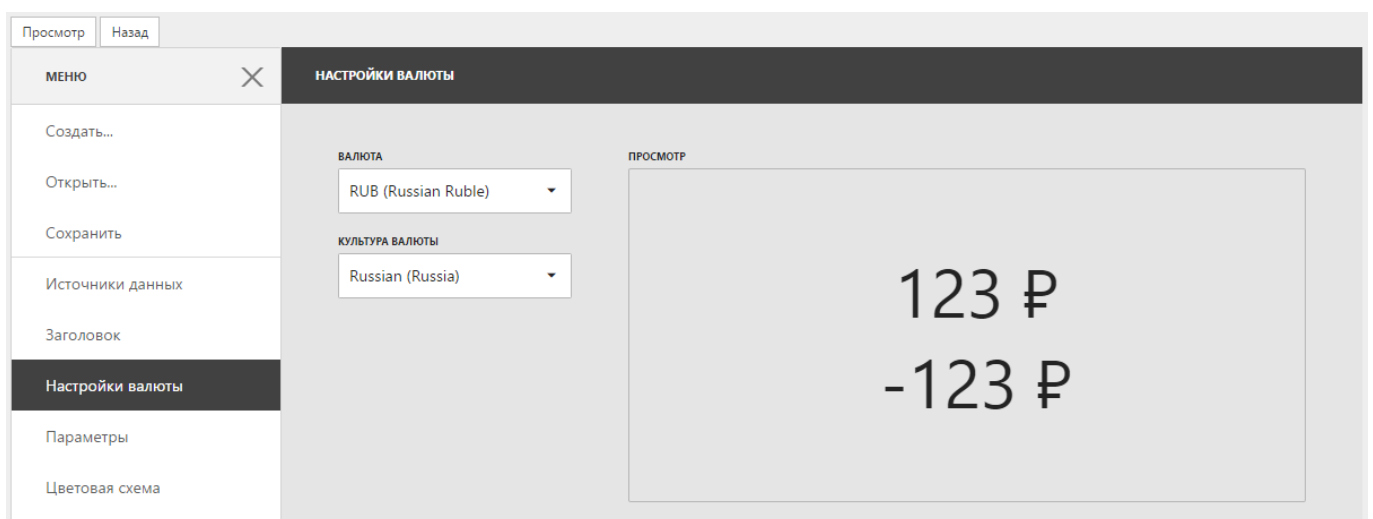 Просмотр Назад
МЕНЮ
НАСТРОЙКИ ВАЛЮТЫ
Создать...
Открыть...
Сохранить
Источники данных
Заголовок
Настройки валюты
Параметры
Цветовая схема
ВАЛЮТА
RUB (Russian Ruble)
КУЛЬТУРА ВАЛЮТЫ
Russian (Russia)
ПРОСМОТР
123 ₽
-123 ₽